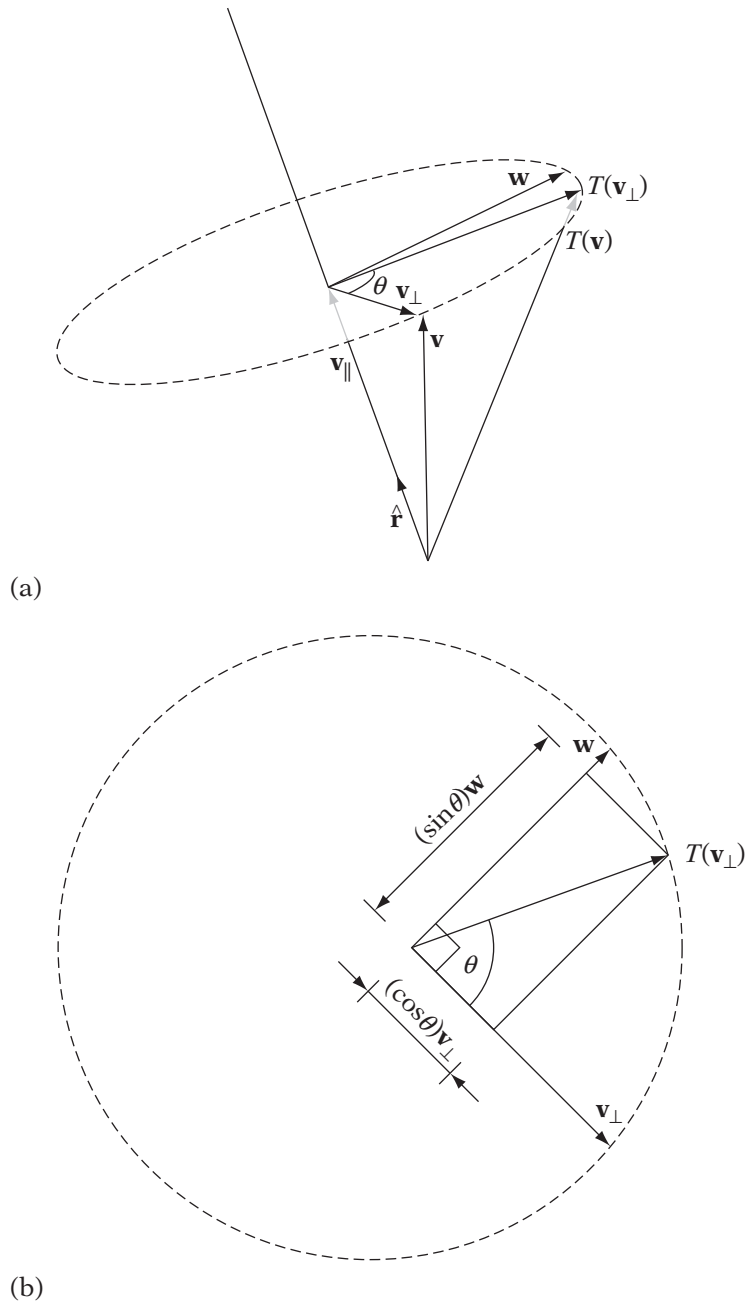 w
T(v⊥)
T(v)
θ
v⊥
v
v∥
r̂
(a)
w
(sinθ)w
T(v⊥)
θ
(cosθ)v⊥
v⊥
(b)